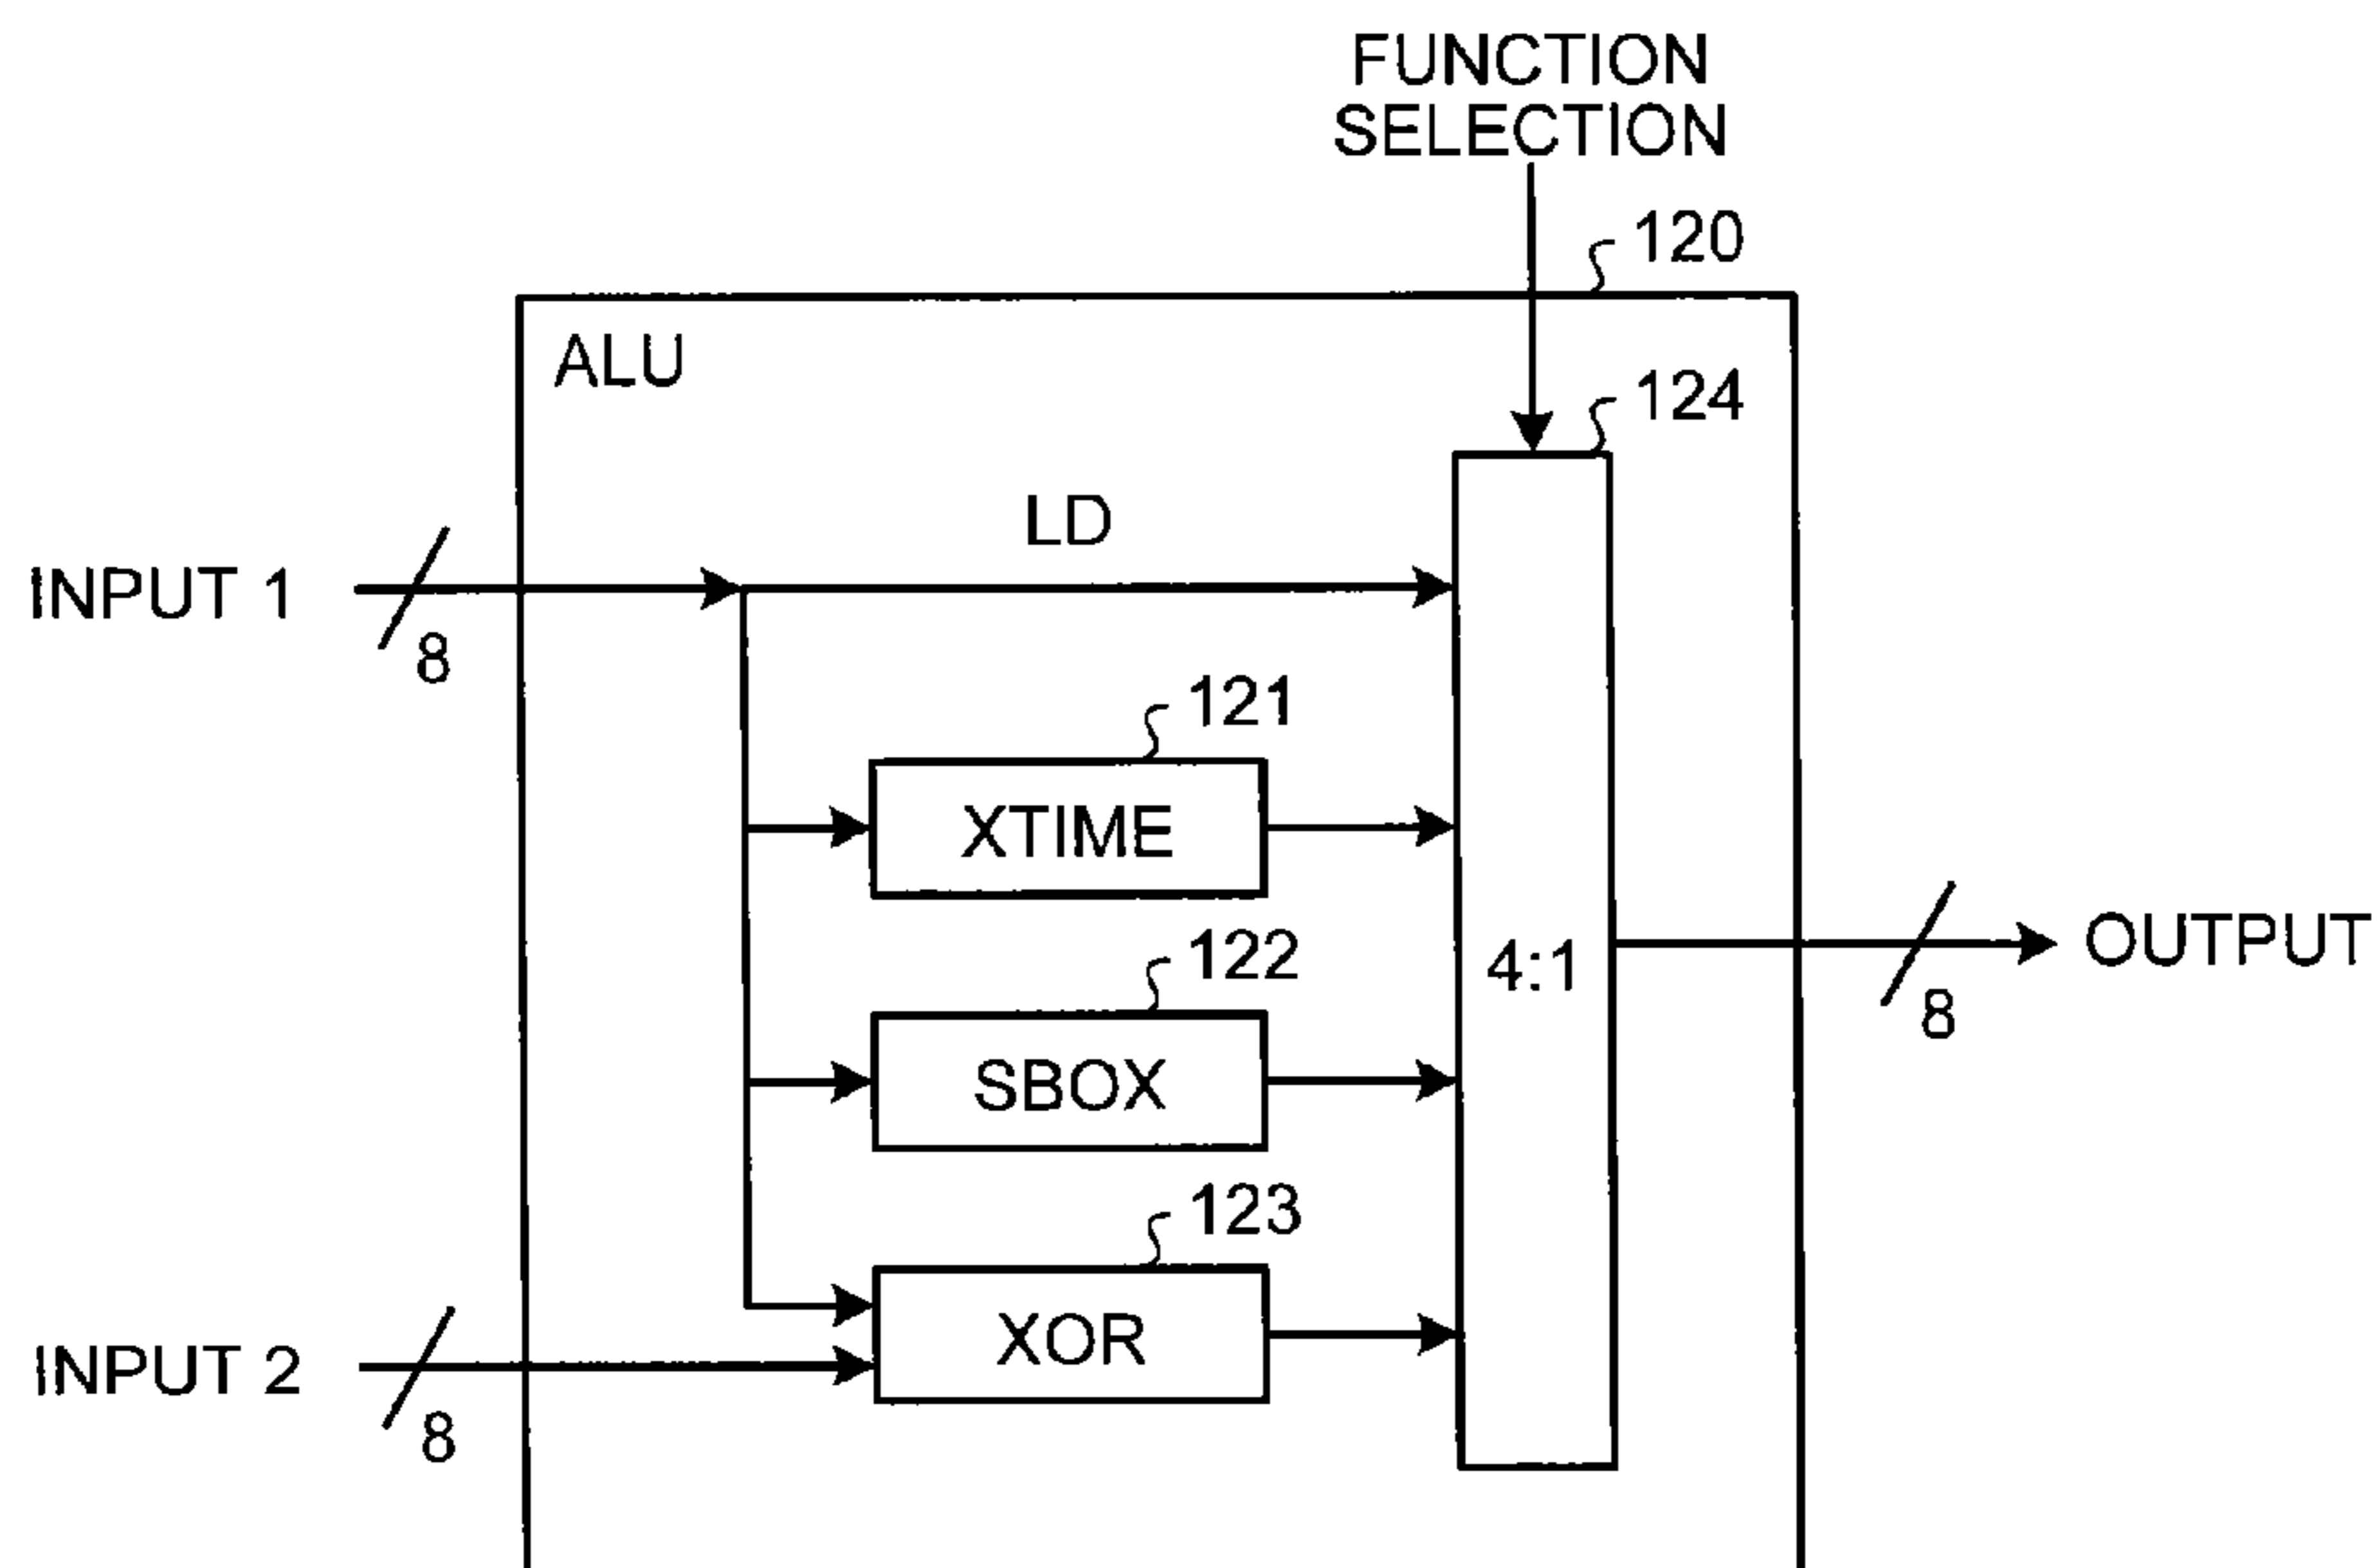 FUNCTION
SELECTION
120
ALU
124
LD
INPUT 1
8
121
XTIME
122
4:1
OUTPUT
8
SBOX
123
XOR
INPUT 2
8